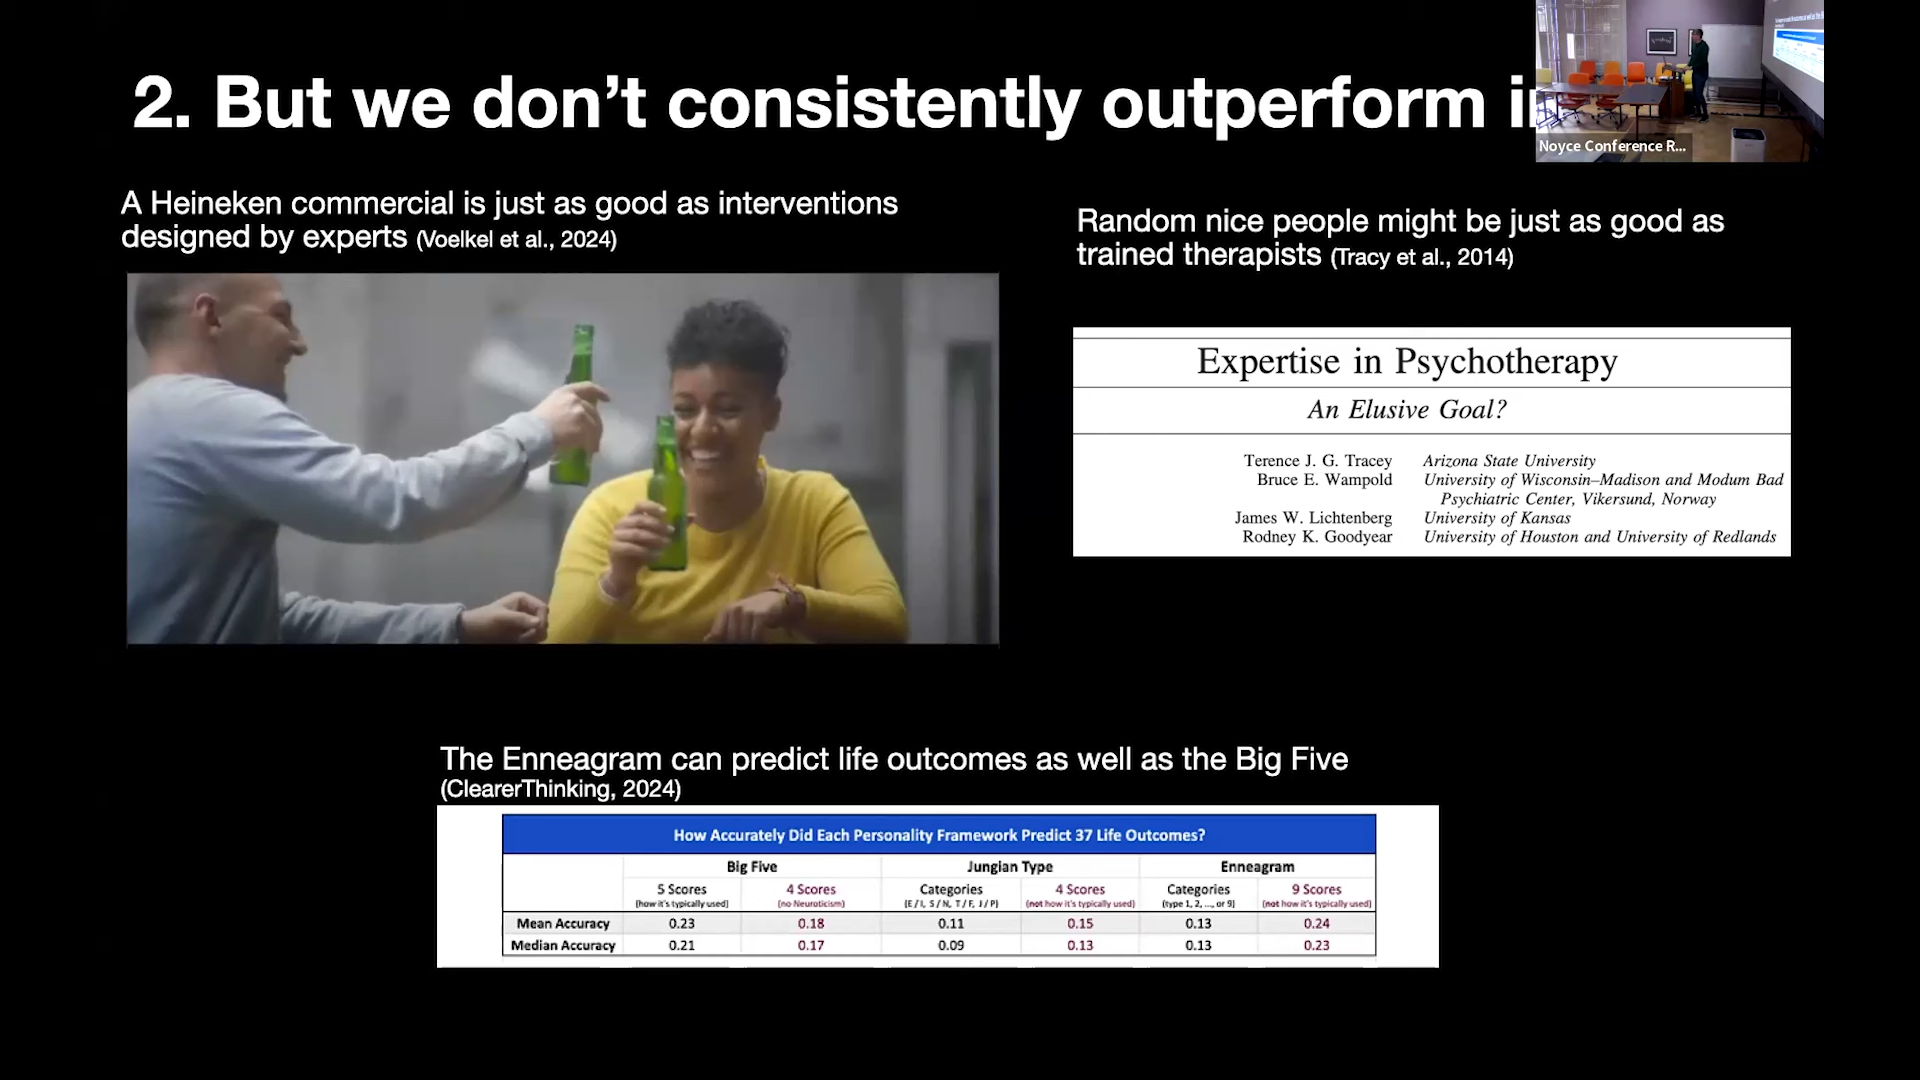 2. But we don't consistently outperform
Noyce Conference R...
A Heineken commercial is just as good as interventions
designed by experts (Voelkel et al., 2024)
Random nice people might be just as good as
trained therapists (Tracy et al., 2014)
Expertise in Psychotherapy
An Elusive Goal?
Terence J. G. Tracey Arizona State University
Bruce E. Wampold University of Wisconsin–Madison and Modum Bad
Psychiatric Center, Vikersund, Norway
James W. Lichtenberg University of Kansas
Rodney K. Goodyear University of Houston and University of Redlands
The Enneagram can predict life outcomes as well as the Big Five
(ClearerThinking, 2024)
How Accurately Did Each Personality Framework Predict 37 Life Outcomes?
Big Five Jungian Type Enneagram
5 Scores 4 Scores Categories 4 Scores Categories 9 Scores
(how it's typically used) (no Neuroticism) (E / I, S / N, T / F, J / P) (not how it's typically used) (type 1, 2, ..., or 9) (not how it's typically used)
Mean Accuracy 0.23 0.18 0.11 0.15 0.13 0.24
Median Accuracy 0.21 0.17 0.09 0.13 0.13 0.23